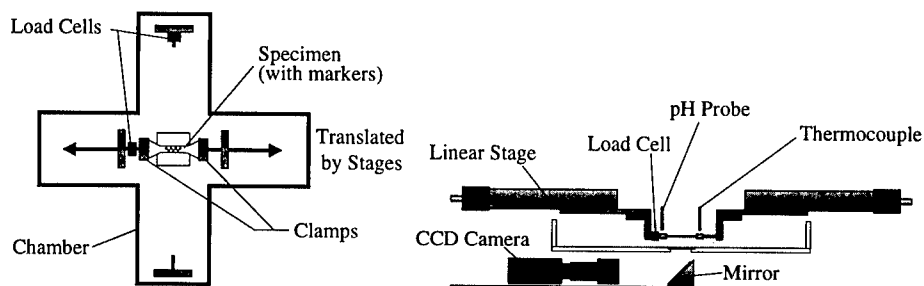 Load Cells
Specimen
(with markers)
Translated
by Stages
Clamps
Chamber
pH Probe
Thermocouple
Load Cell
Linear Stage
CCD Camera
Mirror